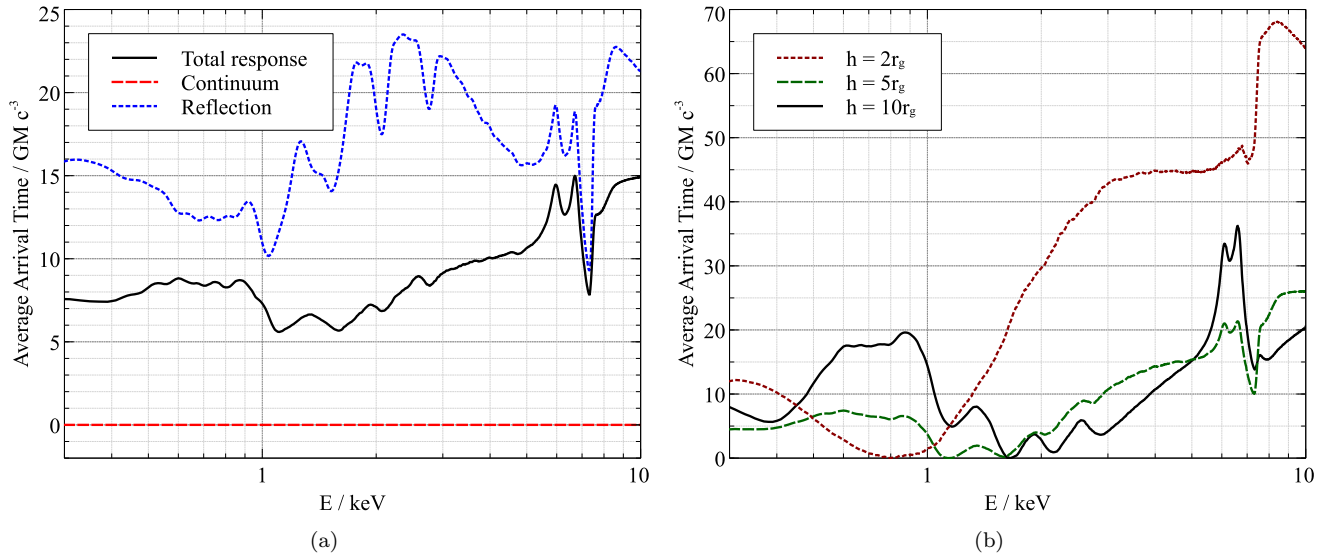 Average Arrival Time / GM c⁻³
25
20
15
10
5
0
1
10
E / keV
Total response
Continuum
Reflection
(a)
Average Arrival Time / GM c⁻³
70
60
50
40
30
20
10
0
1
10
E / keV
h = 2r_g
h = 5r_g
h = 10r_g
(b)